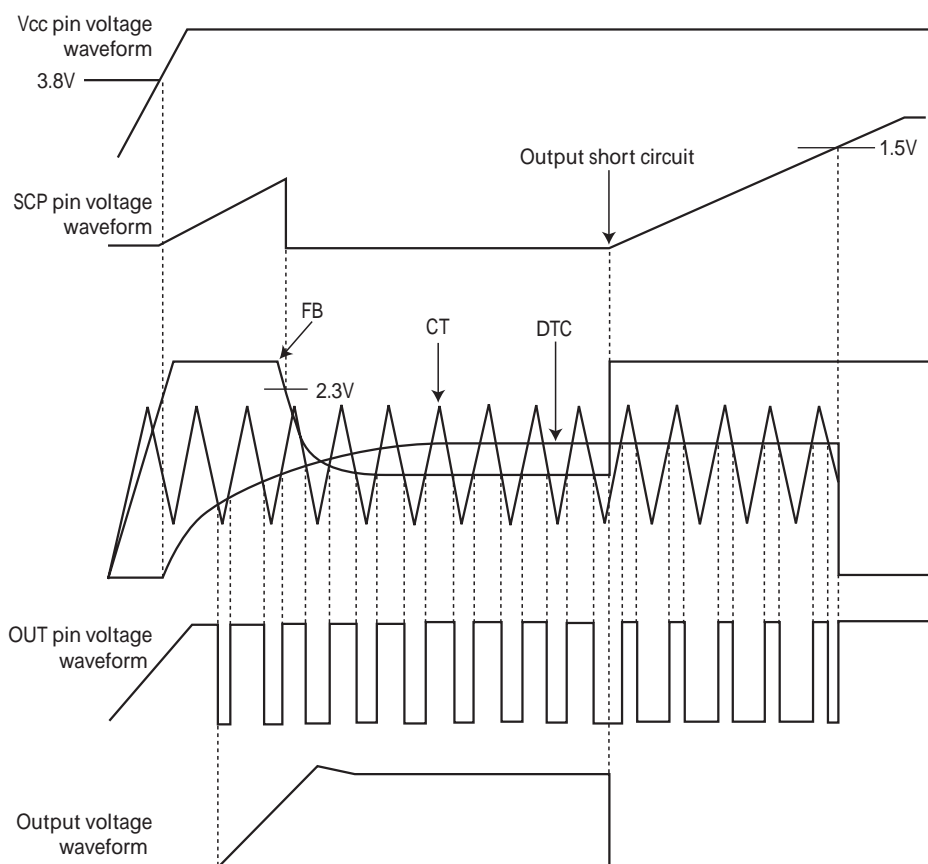 Vcc pin voltage
waveform
3.8V
Output short circuit
1.5V
SCP pin voltage
waveform
FB
CT
DTC
2.3V
OUT pin voltage
waveform
Output voltage
waveform